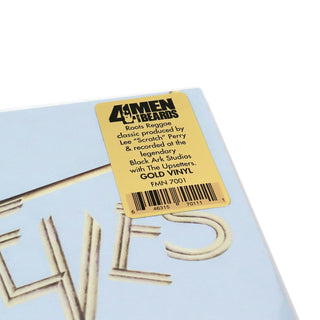 4 MEN
WITH BEARDS
Roots Reggae
classic produced by
Lee "Scratch" Perry
& recorded at the
legendary
Black Ark Studios
with The Upsetters.
GOLD VINYL
FMN 7001
IEVES